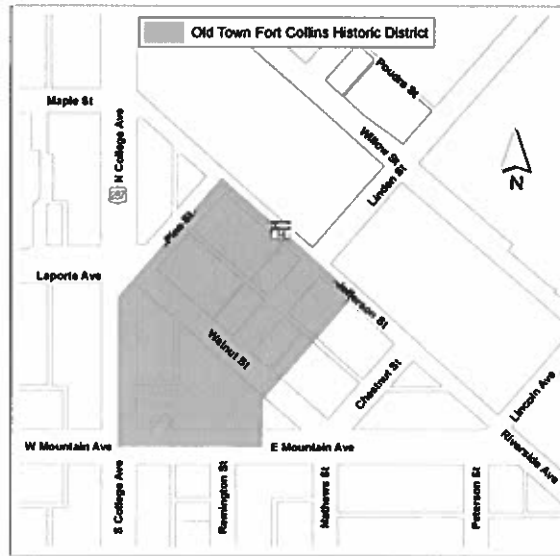 Old Town Fort Collins Historic District
Poudre St
Maple St
N College Ave
Willow St
Linden St
287
N
Pine St
14
Laporte Ave
Jefferson St
Walnut St
Chestnut St
Lincoln Ave
Riverside Ave
W Mountain Ave
E Mountain Ave
S College Ave
Remington St
Mathews St
Peterson St